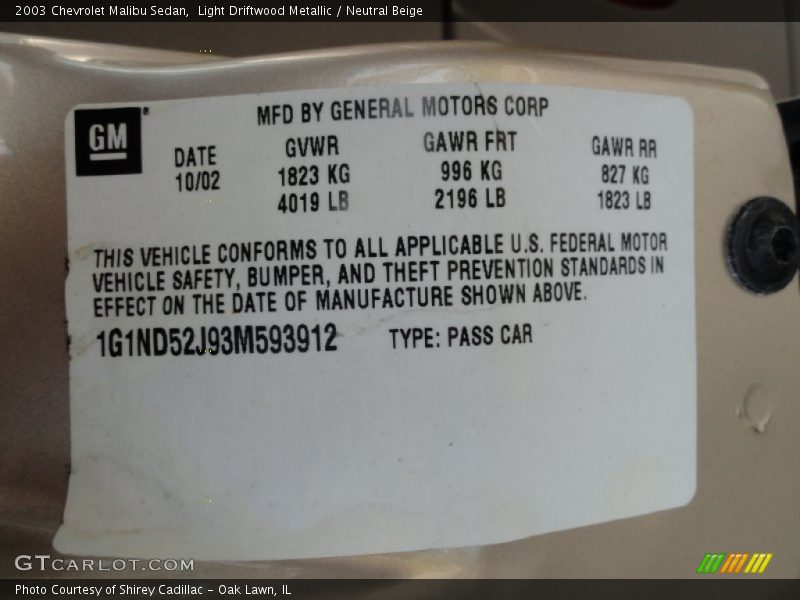 2003 Chevrolet Malibu Sedan, Light Driftwood Metallic / Neutral Beige
GM®
MFD BY GENERAL MOTORS CORP
DATE GVWR GAWR FRT GAWR RR
10/02 1823 KG 996 KG 827 KG
4019 LB 2196 LB 1823 LB
THIS VEHICLE CONFORMS TO ALL APPLICABLE U.S. FEDERAL MOTOR
VEHICLE SAFETY, BUMPER, AND THEFT PREVENTION STANDARDS IN
EFFECT ON THE DATE OF MANUFACTURE SHOWN ABOVE.
1G1ND52J93M593912 TYPE: PASS CAR
GTCARLOT.COM
Photo Courtesy of Shirey Cadillac - Oak Lawn, IL